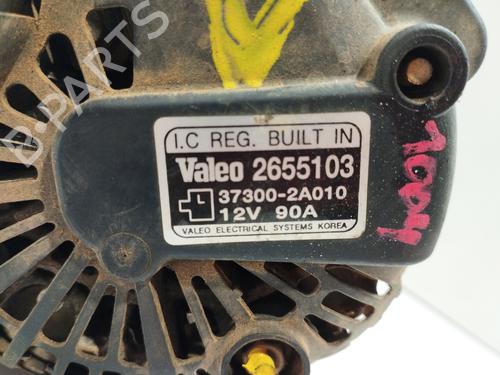 B-PARTS
I.C REG. BUILT IN
Valeo 2655103
37300-2A010
12V 90A
VALEO ELECTRICAL SYSTEMS KOREA